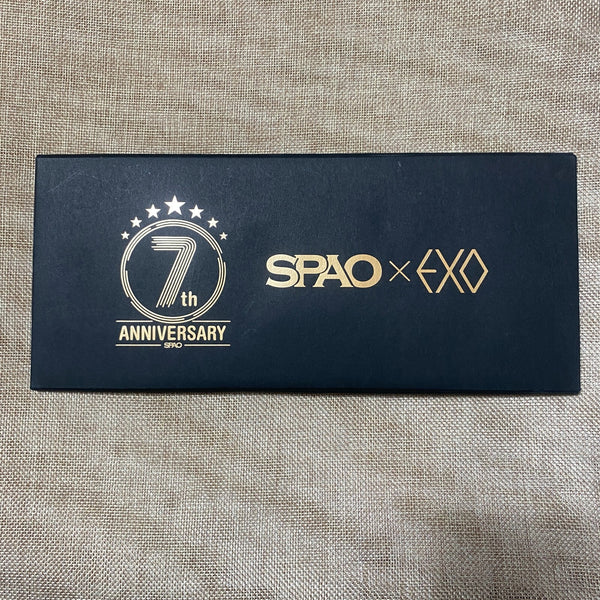 7th
ANNIVERSARY
SPAO
SPAO × EXO